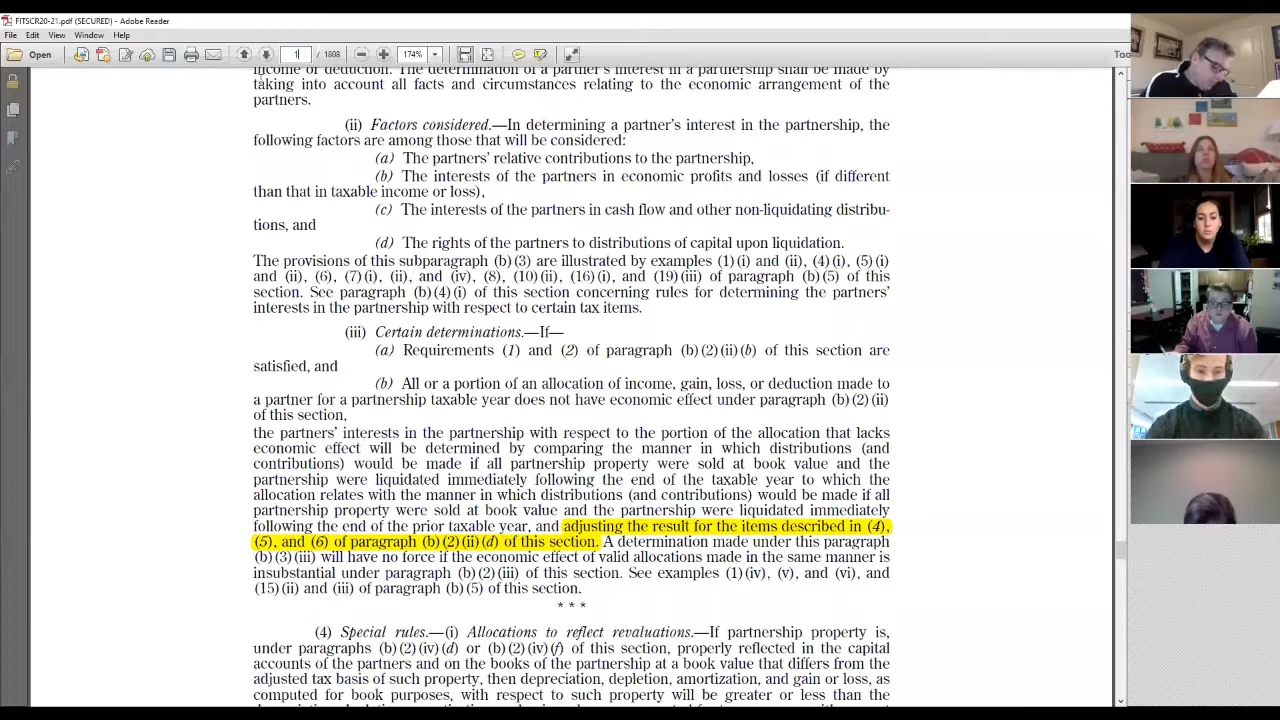 FITSCR20-21.pdf (SECURED) - Adobe Reader
File Edit View Window Help
Open 1 / 1808 174% Too
income or deduction. The determination of a partner's interest in a partnership shall be made by
taking into account all facts and circumstances relating to the economic arrangement of the
partners.
(ii) Factors considered.—In determining a partner's interest in the partnership, the
following factors are among those that will be considered:
(a) The partners' relative contributions to the partnership,
(b) The interests of the partners in economic profits and losses (if different
than that in taxable income or loss),
(c) The interests of the partners in cash flow and other non-liquidating distribu-
tions, and
(d) The rights of the partners to distributions of capital upon liquidation.
The provisions of this subparagraph (b)(3) are illustrated by examples (1)(i) and (ii), (4)(i), (5)(i)
and (ii), (6), (7)(i), (ii), and (iv), (8), (10)(ii), (16)(i), and (19)(iii) of paragraph (b)(5) of this
section. See paragraph (b)(4)(i) of this section concerning rules for determining the partners'
interests in the partnership with respect to certain tax items.
(iii) Certain determinations.—If—
(a) Requirements (1) and (2) of paragraph (b)(2)(ii)(b) of this section are
satisfied, and
(b) All or a portion of an allocation of income, gain, loss, or deduction made to
a partner for a partnership taxable year does not have economic effect under paragraph (b)(2)(ii)
of this section,
the partners' interests in the partnership with respect to the portion of the allocation that lacks
economic effect will be determined by comparing the manner in which distributions (and
contributions) would be made if all partnership property were sold at book value and the
partnership were liquidated immediately following the end of the taxable year to which the
allocation relates with the manner in which distributions (and contributions) would be made if all
partnership property were sold at book value and the partnership were liquidated immediately
following the end of the prior taxable year, and adjusting the result for the items described in (4),
(5), and (6) of paragraph (b)(2)(ii)(d) of this section. A determination made under this paragraph
(b)(3)(iii) will have no force if the economic effect of valid allocations made in the same manner is
insubstantial under paragraph (b)(2)(iii) of this section. See examples (1)(iv), (v), and (vi), and
(15)(ii) and (iii) of paragraph (b)(5) of this section.
* * *
(4) Special rules.—(i) Allocations to reflect revaluations.—If partnership property is,
under paragraphs (b)(2)(iv)(d) or (b)(2)(iv)(f) of this section, properly reflected in the capital
accounts of the partners and on the books of the partnership at a book value that differs from the
adjusted tax basis of such property, then depreciation, depletion, amortization, and gain or loss, as
computed for book purposes, with respect to such property will be greater or less than the